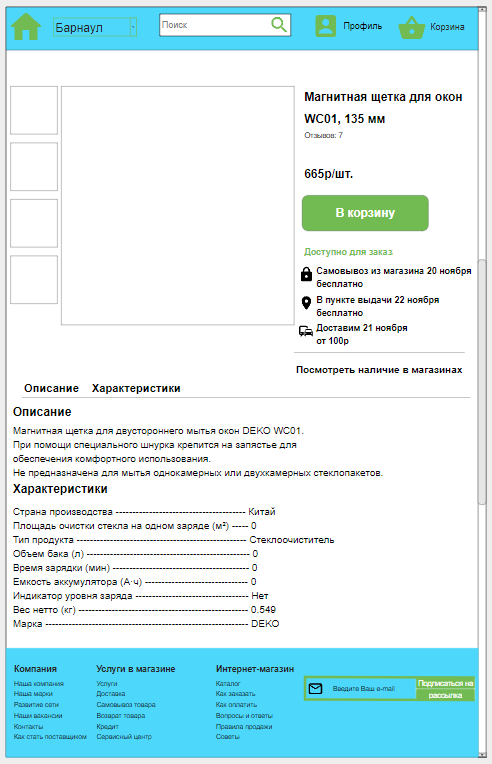 Барнаул
Поиск
Профиль
Корзина
Магнитная щетка для окон
WC01, 135 мм
Отзывов: 7
665р/шт.
В корзину
Доступно для заказ
Самовывоз из магазина 20 ноября
бесплатно
В пункте выдачи 22 ноября
бесплатно
Доставим 21 ноября
от 100р
Посмотреть наличие в магазинах
Описание Характеристики
Описание
Магнитная щетка для двустороннего мытья окон DEKO WC01.
При помощи специального шнурка крепится на запястье для
обеспечения комфортного использования.
Не предназначена для мытья однокамерных или двухкамерных стеклопакетов.
Характеристики
Страна производства --------------------------------------- Китай
Площадь очистки стекла на одном заряде (м²) ----- 0
Тип продукта --------------------------------------------------- Стеклоочиститель
Объем бака (л) ------------------------------------------------- 0
Время зарядки (мин) ----------------------------------------- 0
Емкость аккумулятора (А·ч) ------------------------------- 0
Индикатор уровня заряда ---------------------------------- Нет
Вес нетто (кг) --------------------------------------------------- 0.549
Марка ------------------------------------------------------------- DEKO
Компания
Наша компания
Наша марки
Развитие сети
Наши вакансии
Контакты
Как стать поставщиком
Услуги в магазине
Услуги
Доставка
Самовывоз товара
Возврат товара
Кредит
Сервисный центр
Интернет-магазин
Каталог
Как заказать
Как оплатить
Вопросы и ответы
Правила продажи
Советы
Введите Ваш e-mail
Подписаться на
рассылка